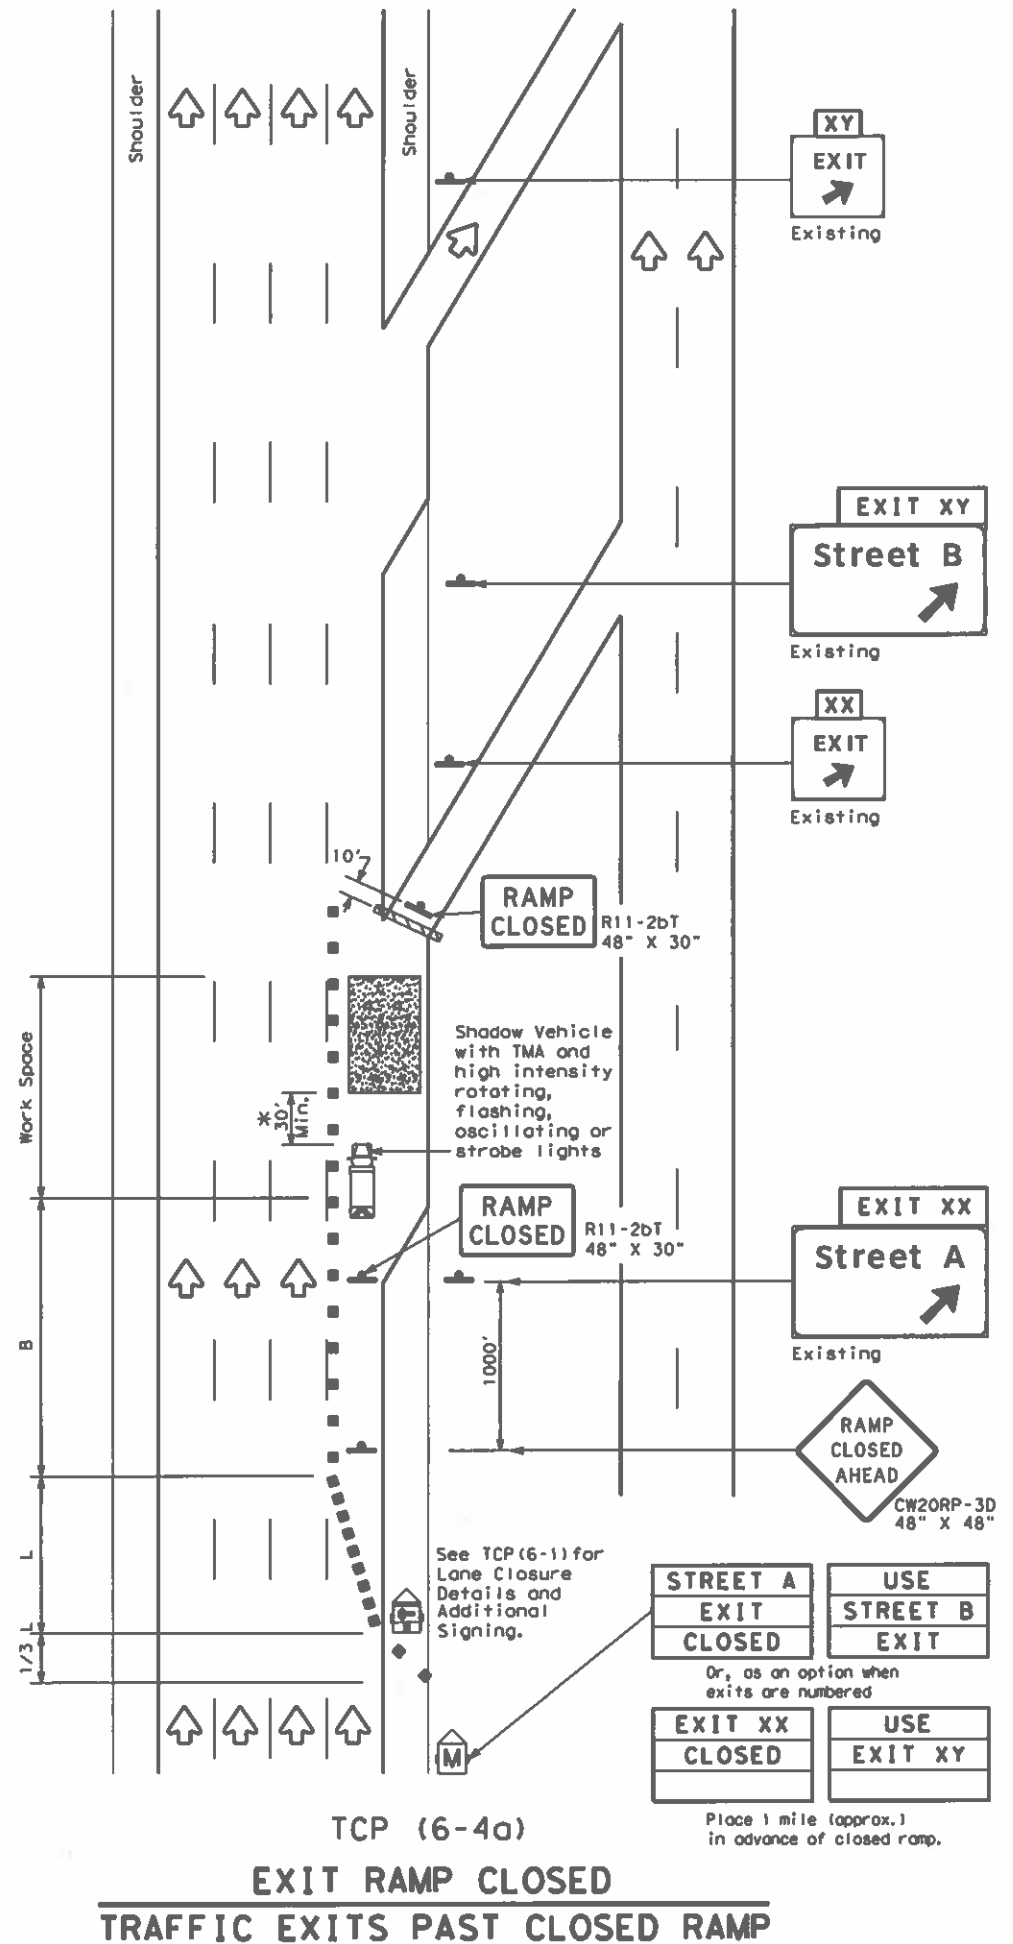 Shoulder
Shoulder
XY
EXIT
Existing
EXIT XY
Street B
Existing
XX
EXIT
Existing
10'
RAMP
CLOSED
R11-2bT
48" X 30"
Work Space
*
30'
Min.
Shadow Vehicle
with TMA and
high intensity
rotating,
flashing,
oscillating or
strobe lights
RAMP
CLOSED
R11-2bT
48" X 30"
EXIT XX
Street A
Existing
B
1000'
RAMP
CLOSED
AHEAD
CW20RP-3D
48" X 48"
L
1/3 L
See TCP(6-1)for
Lane Closure
Details and
Additional
Signing.
STREET A
EXIT
CLOSED
USE
STREET B
EXIT
Or, as an option when
exits are numbered
EXIT XX
CLOSED
USE
EXIT XY
M
Place 1 mile (approx.)
in advance of closed ramp.
TCP (6-4a)
EXIT RAMP CLOSED
TRAFFIC EXITS PAST CLOSED RAMP